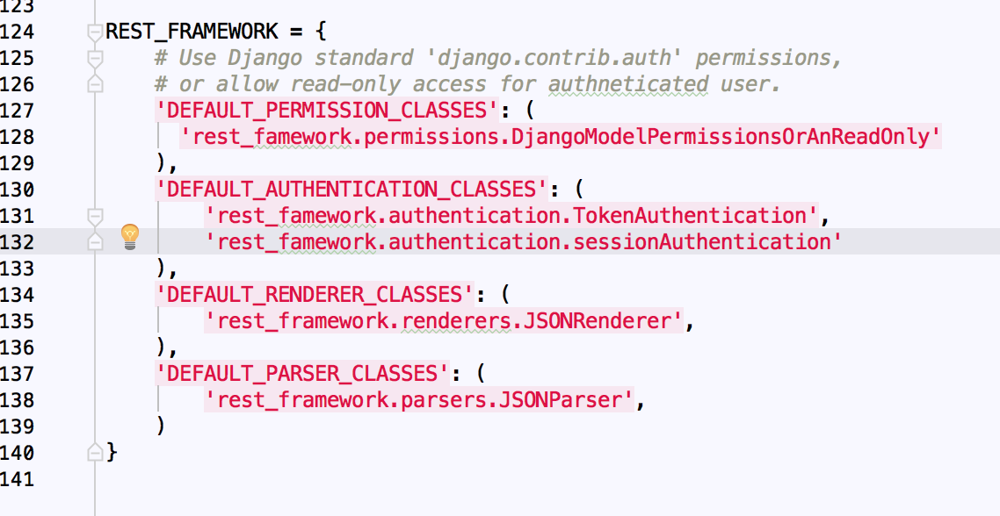 123
124 REST_FRAMEWORK = {
125 # Use Django standard 'django.contrib.auth' permissions,
126 # or allow read-only access for authneticated user.
127 'DEFAULT_PERMISSION_CLASSES': (
128 'rest_famework.permissions.DjangoModelPermissionsOrAnReadOnly'
129 ),
130 'DEFAULT_AUTHENTICATION_CLASSES': (
131 'rest_famework.authentication.TokenAuthentication',
132 'rest_famework.authentication.sessionAuthentication'
133 ),
134 'DEFAULT_RENDERER_CLASSES': (
135 'rest_framework.renderers.JSONRenderer',
136 ),
137 'DEFAULT_PARSER_CLASSES': (
138 'rest_framework.parsers.JSONParser',
139 )
140 }
141